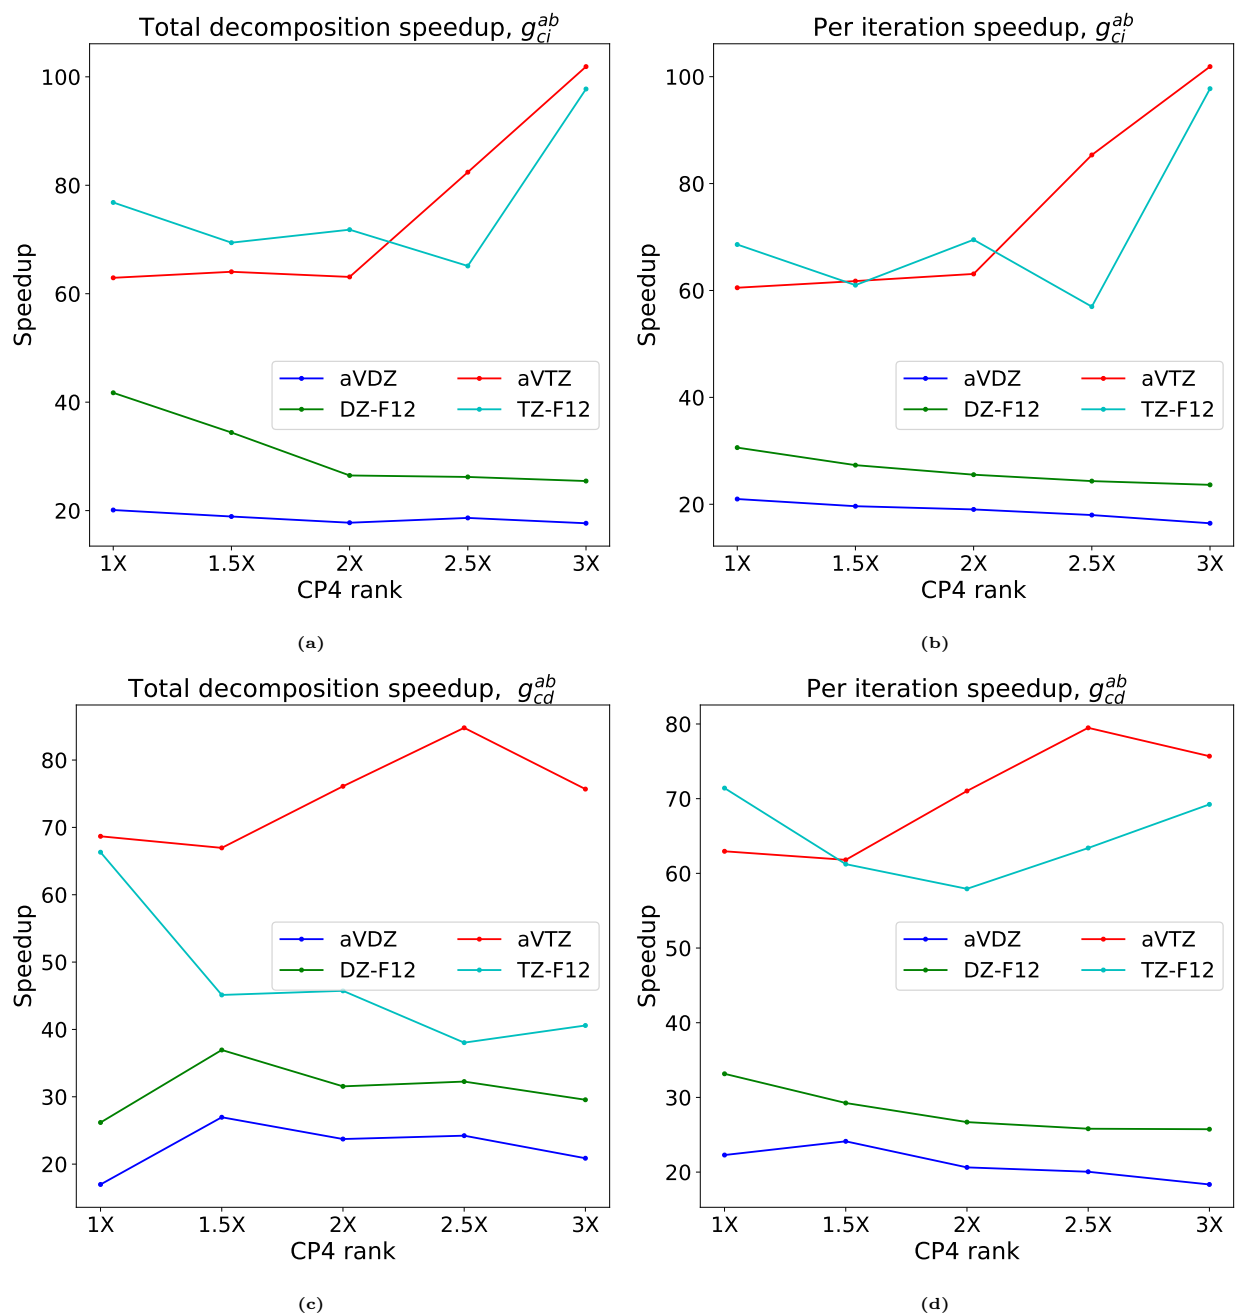 Total decomposition speedup, g_{ci}^{ab}
100
80
60
40
20
Speedup
aVDZ aVTZ
DZ-F12 TZ-F12
1X 1.5X 2X 2.5X 3X
CP4 rank
(a)
Per iteration speedup, g_{ci}^{ab}
100
80
60
40
20
Speedup
aVDZ aVTZ
DZ-F12 TZ-F12
1X 1.5X 2X 2.5X 3X
CP4 rank
(b)
Total decomposition speedup, g_{cd}^{ab}
80
70
60
50
40
30
20
Speedup
aVDZ aVTZ
DZ-F12 TZ-F12
1X 1.5X 2X 2.5X 3X
CP4 rank
(c)
Per iteration speedup, g_{cd}^{ab}
80
70
60
50
40
30
20
Speedup
aVDZ aVTZ
DZ-F12 TZ-F12
1X 1.5X 2X 2.5X 3X
CP4 rank
(d)